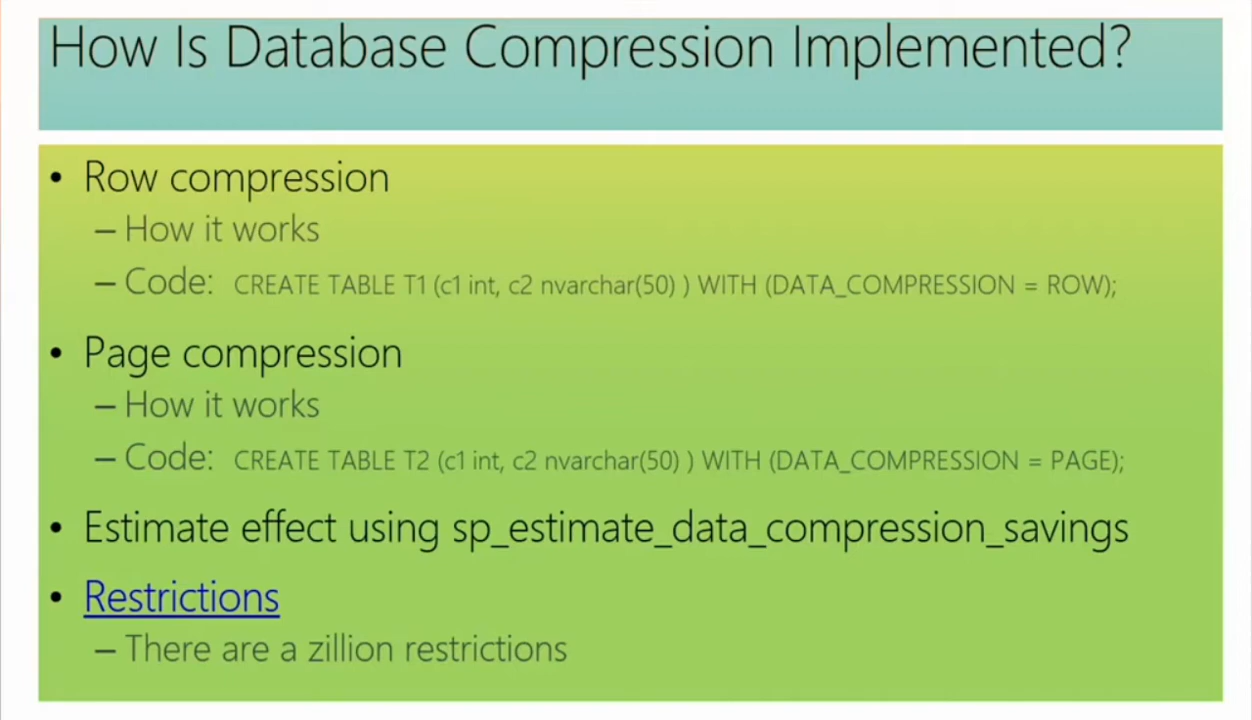 How Is Database Compression Implemented?
• Row compression
– How it works
– Code: CREATE TABLE T1 (c1 int, c2 nvarchar(50) ) WITH (DATA_COMPRESSION = ROW);
• Page compression
– How it works
– Code: CREATE TABLE T2 (c1 int, c2 nvarchar(50) ) WITH (DATA_COMPRESSION = PAGE);
• Estimate effect using sp_estimate_data_compression_savings
• Restrictions
– There are a zillion restrictions